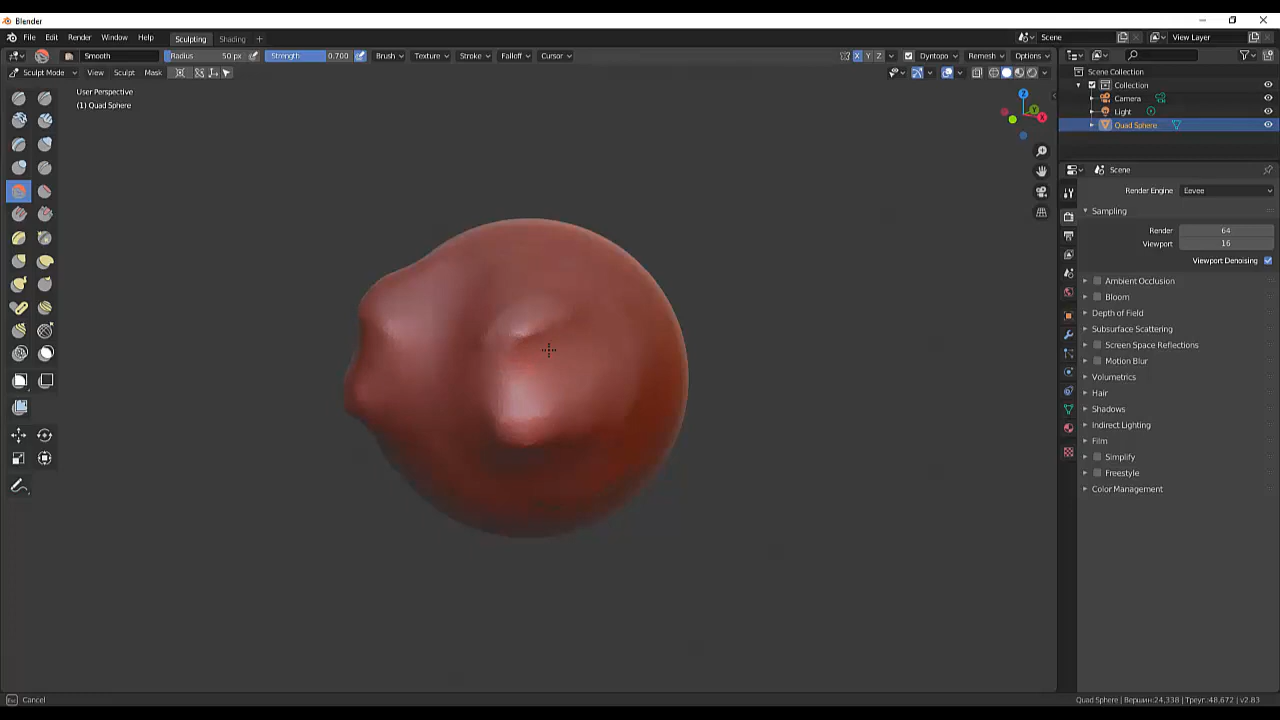 Blender
File Edit Render Window Help Sculpting Shading + Scene View Layer
Smooth Radius 50 px Strength 0.700 Brush Texture Stroke Falloff Cursor X Y Z Dyntopo Remesh Options
Sculpt Mode View Sculpt Mask
User Perspective
(1) Quad Sphere
Z
Y
X
Scene Collection
Collection
Camera
Light
Quad Sphere
Scene
Render Engine Eevee
Sampling
Render 64
Viewport 16
Viewport Denoising
Ambient Occlusion
Bloom
Depth of Field
Subsurface Scattering
Screen Space Reflections
Motion Blur
Volumetrics
Hair
Shadows
Indirect Lighting
Film
Simplify
Freestyle
Color Management
Esc Cancel
Quad Sphere | Вершин:24,338 | Треуг.:48,672 | v2.83